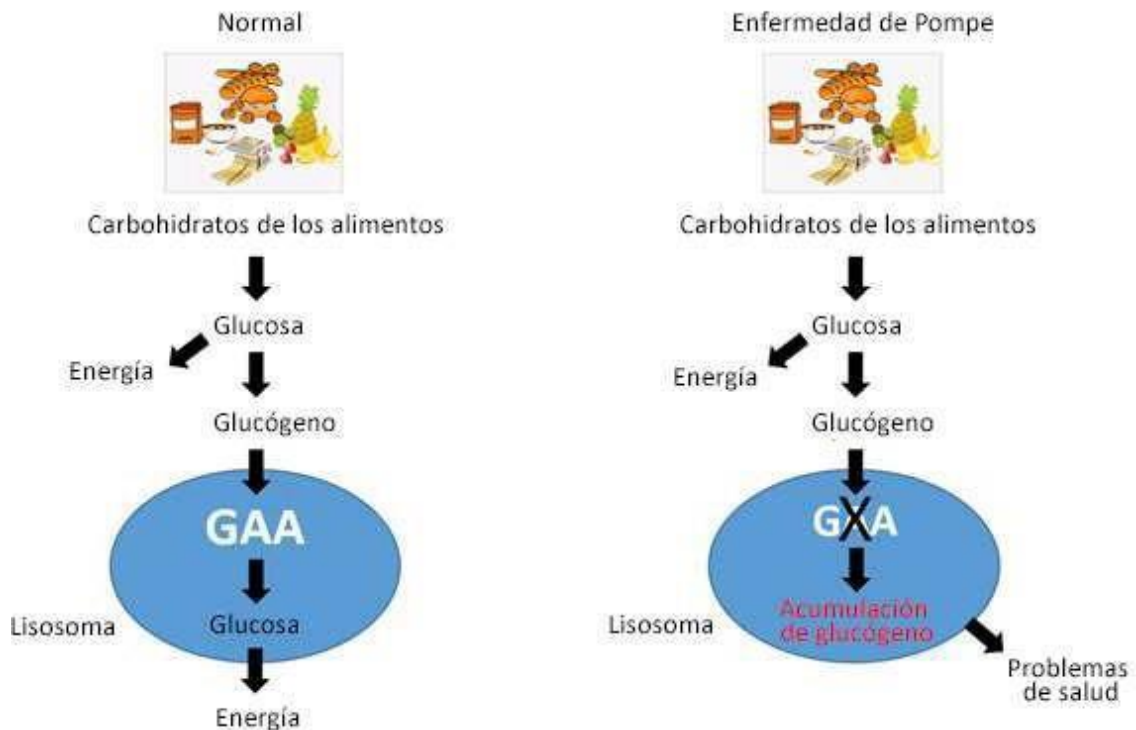 Normal
Carbohidratos de los alimentos
Glucosa
Energía
Glucógeno
GAA
Glucosa
Lisosoma
Energía
Enfermedad de Pompe
Carbohidratos de los alimentos
Glucosa
Energía
Glucógeno
GXA
Acumulación
de glucógeno
Lisosoma
Problemas
de salud